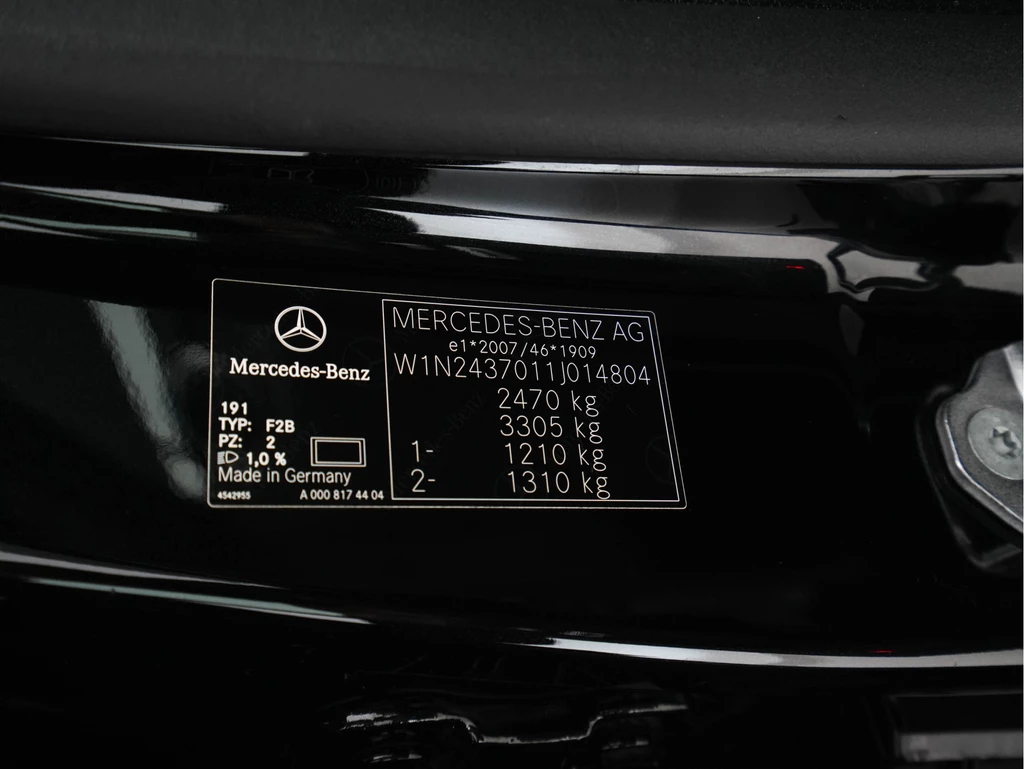 Mercedes-Benz
191
TYP: F2B
PZ: 2
1,0 %
Made in Germany
4542955 A 000 817 44 04
MERCEDES-BENZ AG
e1*2007/46*1909
W1N2437011J014804
2470 kg
3305 kg
1- 1210 kg
2- 1310 kg